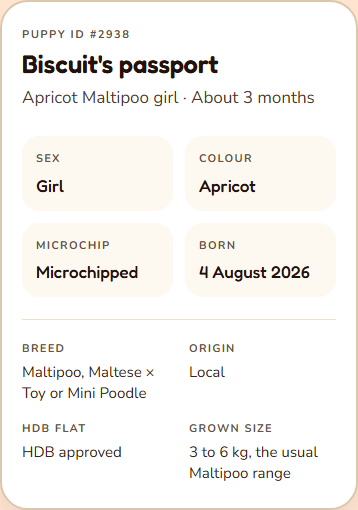 PUPPY ID #2938
Biscuit's passport
Apricot Maltipoo girl · About 3 months
SEX
Girl
COLOUR
Apricot
MICROCHIP
Microchipped
BORN
4 August 2026
BREED
Maltipoo, Maltese ×
Toy or Mini Poodle
ORIGIN
Local
HDB FLAT
HDB approved
GROWN SIZE
3 to 6 kg, the usual
Maltipoo range